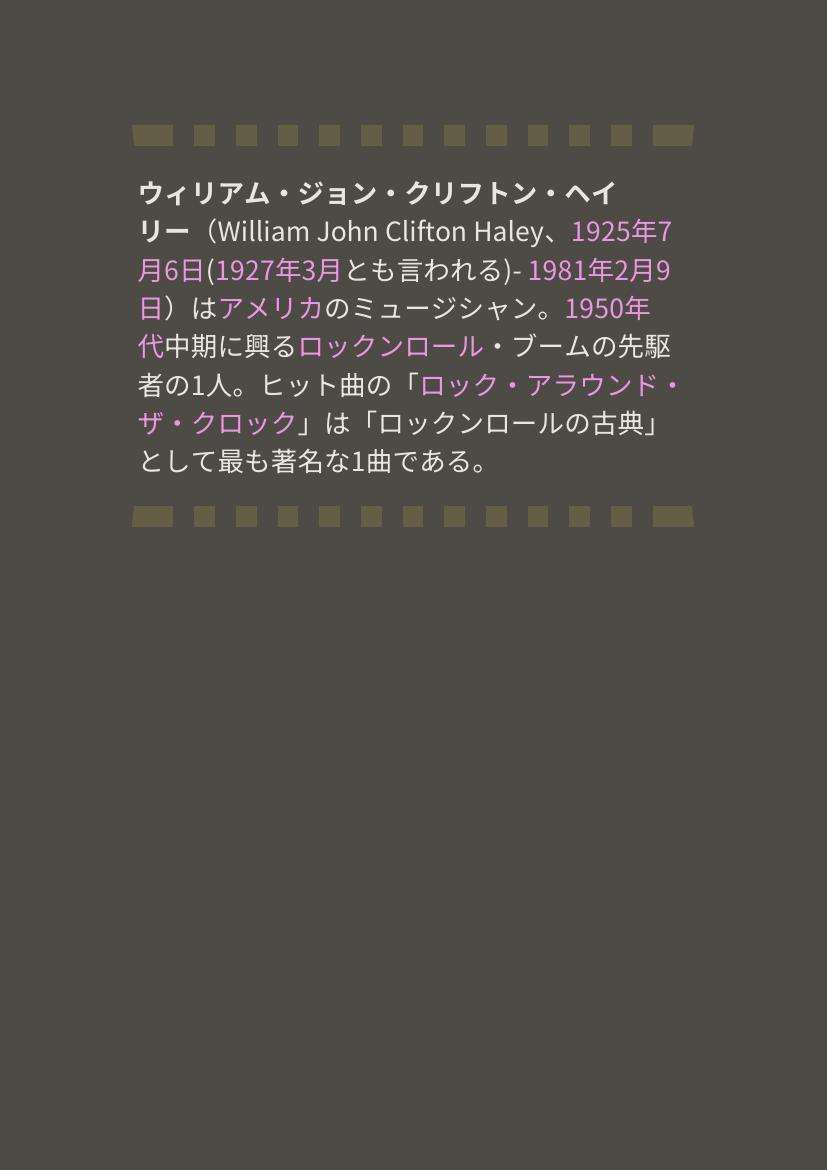 ウィリアム・ジョン・クリフトン・ヘイ
リー（William John Clifton Haley、1925年7
月6日(1927年3月とも言われる)- 1981年2月9
日）はアメリカのミュージシャン。1950年
代中期に興るロックンロール・ブームの先駆
者の1人。ヒット曲の「ロック・アラウンド・
ザ・クロック」は「ロックンロールの古典」
として最も著名な1曲である。